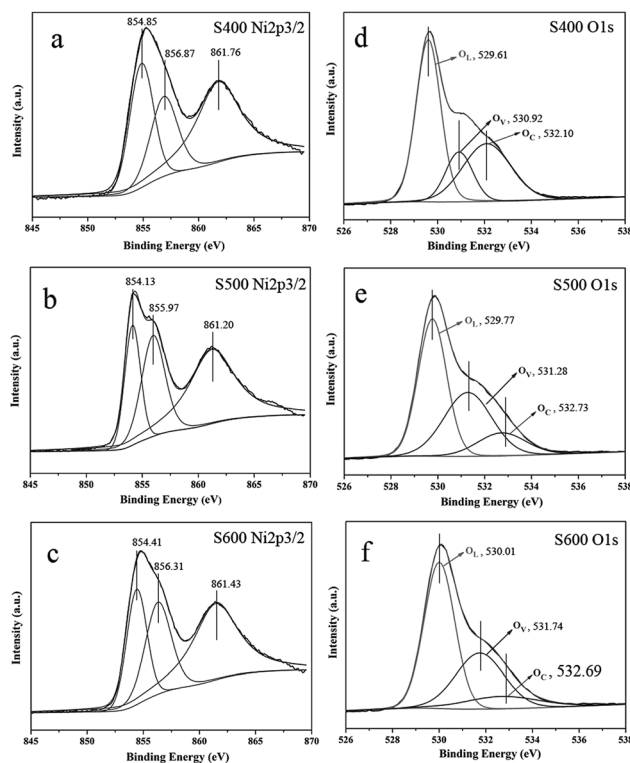 a
S400 Ni2p3/2
854.85
856.87
861.76
Intensity (a.u.)
845 850 855 860 865 870
Binding Energy (eV)
d
S400 O1s
OL, 529.61
OV, 530.92
OC, 532.10
Intensity (a.u.)
526 528 530 532 534 536 538
Binding Energy (eV)
b
S500 Ni2p3/2
854.13
855.97
861.20
Intensity (a.u.)
845 850 855 860 865 870
Binding Energy (eV)
e
S500 O1s
OL, 529.77
OV, 531.28
OC, 532.73
Intensity (a.u.)
526 528 530 532 534 536 538
Binding Energy (eV)
c
S600 Ni2p3/2
854.41
856.31
861.43
Intensity (a.u.)
845 850 855 860 865 870
Binding Energy (eV)
f
S600 O1s
OL, 530.01
OV, 531.74
OC, 532.69
Intensity (a.u.)
526 528 530 532 534 536 538
Binding Energy (eV)